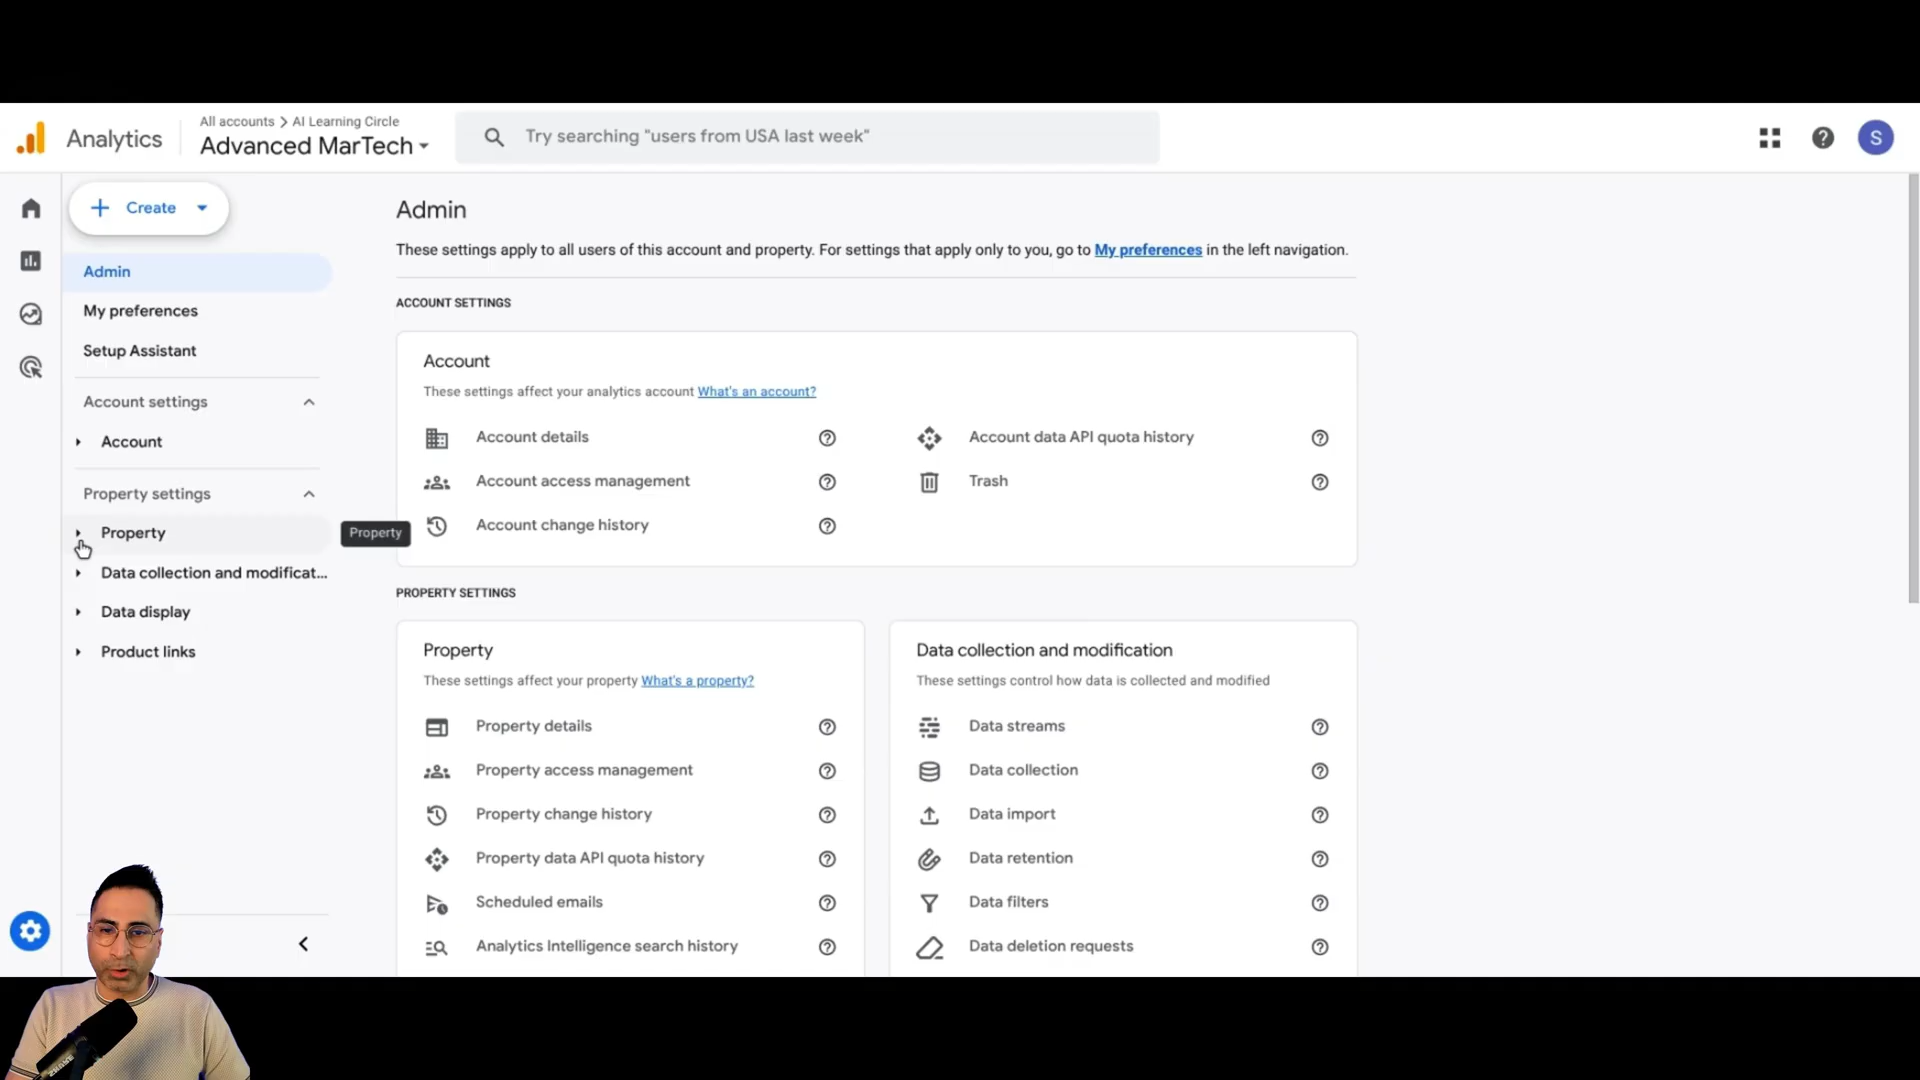 Analytics
All accounts > AI Learning Circle
Advanced MarTech
Try searching "users from USA last week"
S
Create
Admin
My preferences
Setup Assistant
Account settings
Account
Property settings
Property
Data collection and modificat...
Data display
Product links
Property
Admin
These settings apply to all users of this account and property. For settings that apply only to you, go to My preferences in the left navigation.
ACCOUNT SETTINGS
Account
These settings affect your analytics account What's an account?
Account details
Account data API quota history
Account access management
Trash
Account change history
PROPERTY SETTINGS
Property
These settings affect your property What's a property?
Property details
Property access management
Property change history
Property data API quota history
Scheduled emails
Analytics Intelligence search history
Data collection and modification
These settings control how data is collected and modified
Data streams
Data collection
Data import
Data retention
Data filters
Data deletion requests